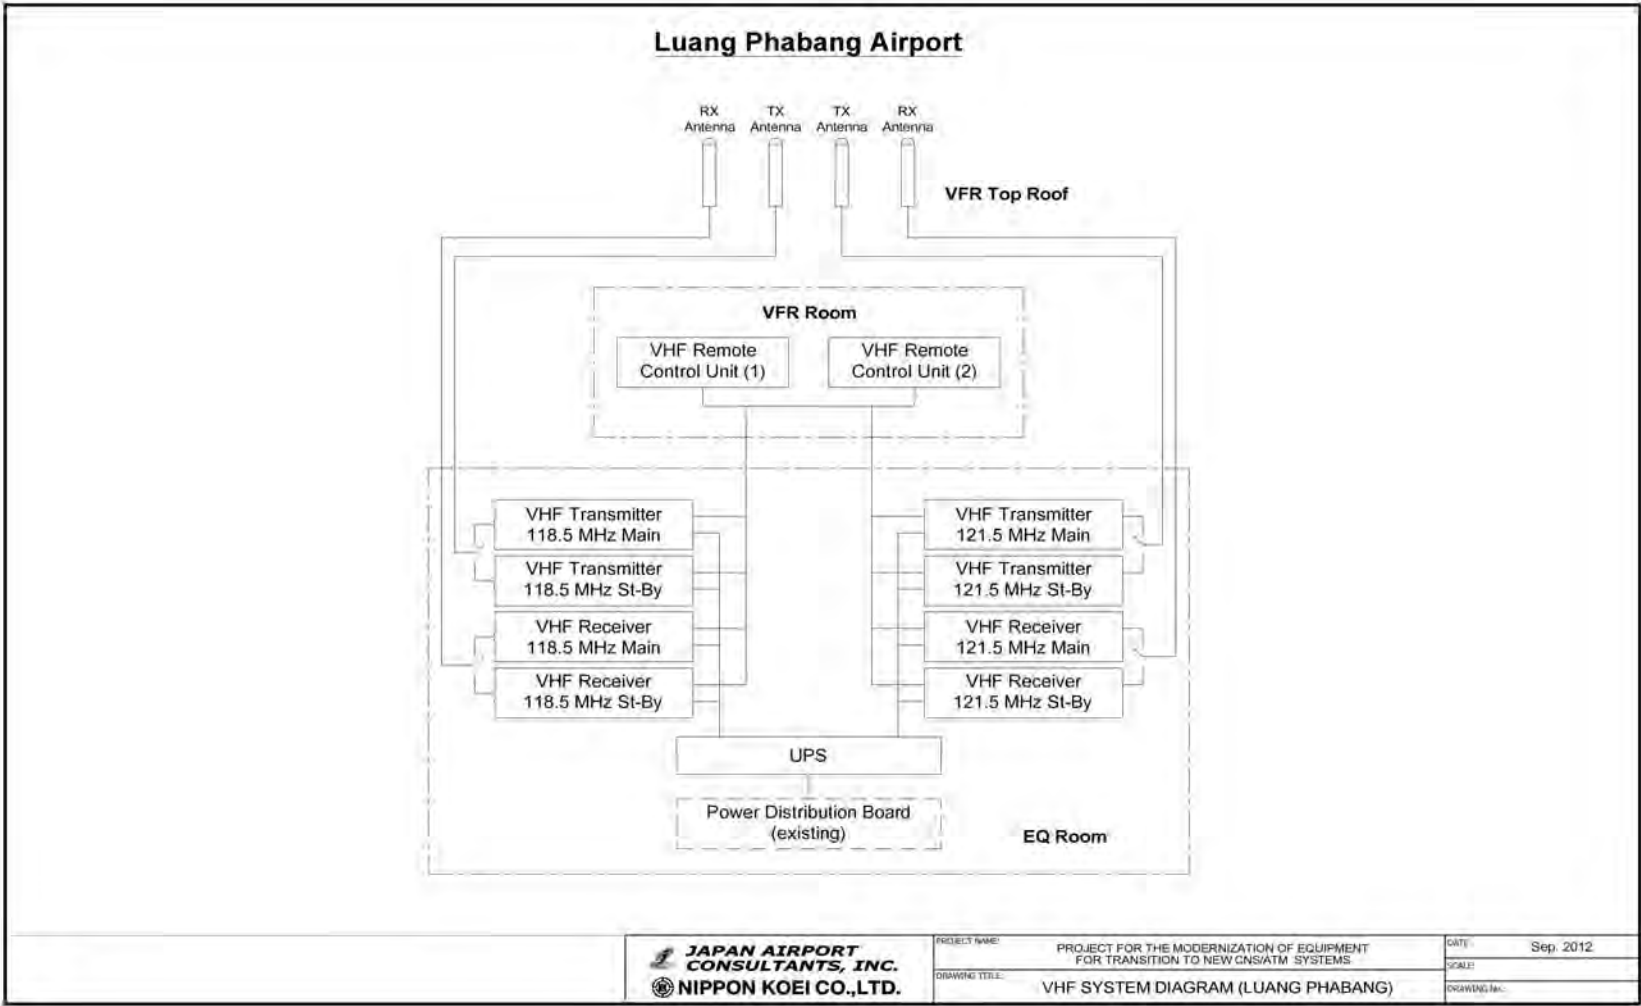 Luang Phabang Airport
RX
Antenna
TX
Antenna
TX
Antenna
RX
Antenna
VFR Top Roof
VFR Room
VHF Remote
Control Unit (1)
VHF Remote
Control Unit (2)
VHF Transmitter
118.5 MHz Main
VHF Transmitter
118.5 MHz St-By
VHF Receiver
118.5 MHz Main
VHF Receiver
118.5 MHz St-By
VHF Transmitter
121.5 MHz Main
VHF Transmitter
121.5 MHz St-By
VHF Receiver
121.5 MHz Main
VHF Receiver
121.5 MHz St-By
UPS
Power Distribution Board
(existing)
EQ Room
JAPAN AIRPORT
CONSULTANTS, INC.
NIPPON KOEI CO.,LTD.
PROJECT NAME:
PROJECT FOR THE MODERNIZATION OF EQUIPMENT
FOR TRANSITION TO NEW CNS/ATM SYSTEMS
DRAWING TITLE:
VHF SYSTEM DIAGRAM (LUANG PHABANG)
DATE:
Sep. 2012
SCALE:
DRAWING No.